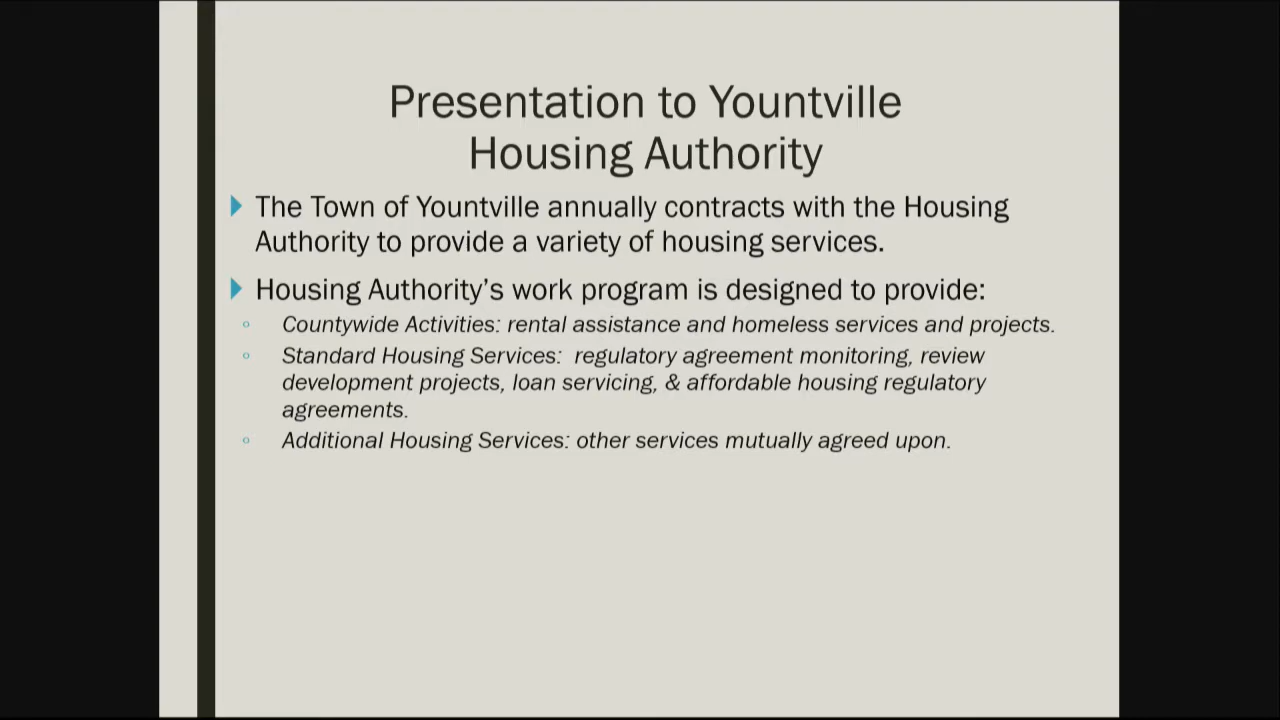 Presentation to Yountville
Housing Authority
The Town of Yountville annually contracts with the Housing
Authority to provide a variety of housing services.
Housing Authority’s work program is designed to provide:
Countywide Activities: rental assistance and homeless services and projects.
Standard Housing Services:  regulatory agreement monitoring, review
development projects, loan servicing, & affordable housing regulatory
agreements.
Additional Housing Services: other services mutually agreed upon.